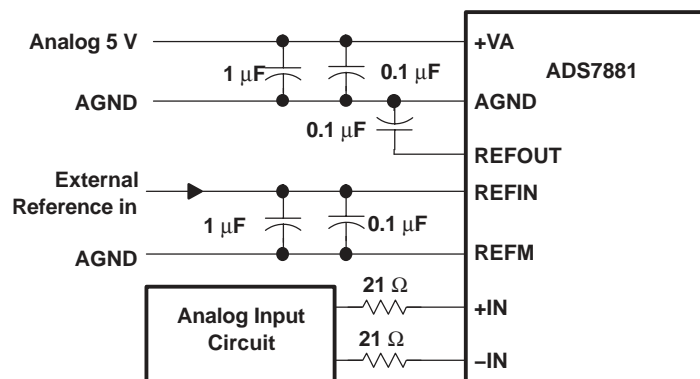 Analog 5 V
+VA
1 µF
0.1 µF
ADS7881
AGND
AGND
0.1 µF
REFOUT
External
Reference in
REFIN
1 µF
0.1 µF
AGND
REFM
21 Ω
+IN
Analog Input
Circuit
21 Ω
−IN